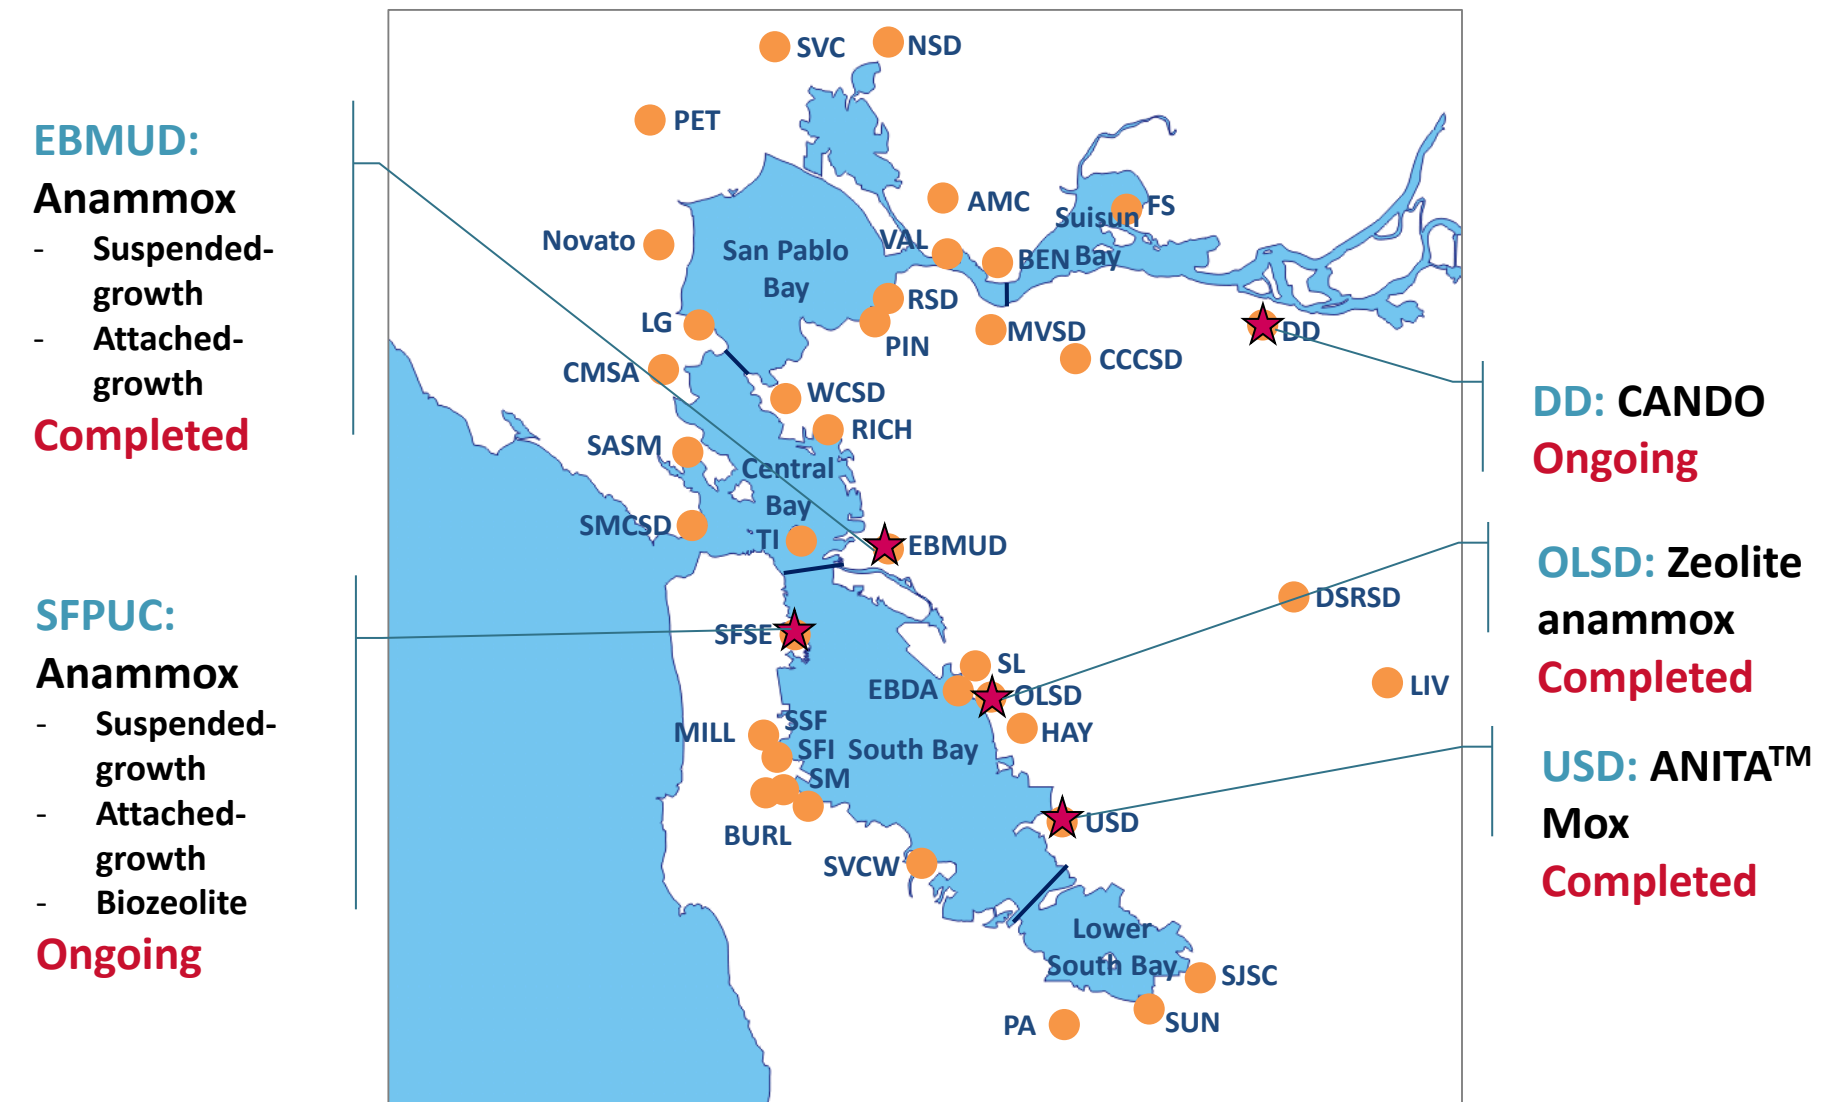 EBMUD:
Anammox
- Suspended-
growth
- Attached-
growth
Completed
SFPUC:
Anammox
- Suspended-
growth
- Attached-
growth
- Biozeolite
Ongoing
SVC
NSD
PET
AMC
FS
Suisun
Bay
Novato
San Pablo
Bay
VAL
BEN
RSD
LG
PIN
MVSD
DD
CCCSD
CMSA
WCSD
RICH
SASM
Central
Bay
SMCSD
TI
EBMUD
DSRSD
SFSE
SL
EBDA
OLSD
LIV
MILL
SSF
HAY
SFI
South Bay
SM
BURL
USD
SVCW
Lower
South Bay
SJSC
PA
SUN
DD: CANDO
Ongoing
OLSD: Zeolite
anammox
Completed
USD: ANITA™
Mox
Completed